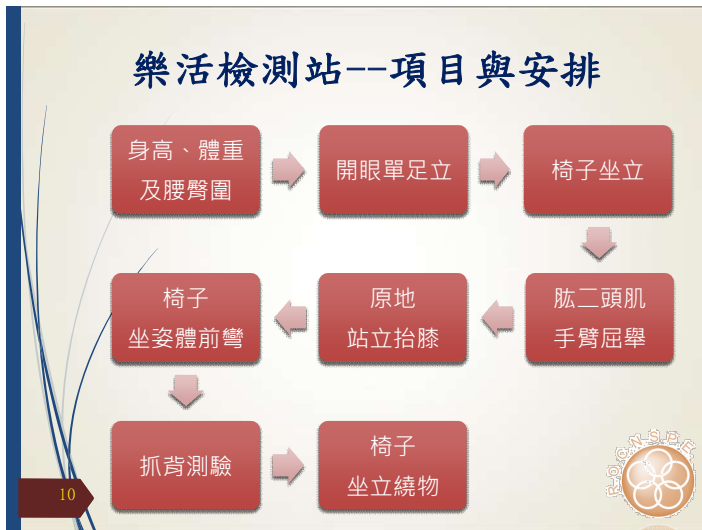 樂活檢測站--項目與安排
身高、體重
及腰臀圍
開眼單足立
椅子坐立
肱二頭肌
手臂屈舉
原地
站立抬膝
椅子
坐姿體前彎
抓背測驗
椅子
坐立繞物
10
R.O.C.NSPE